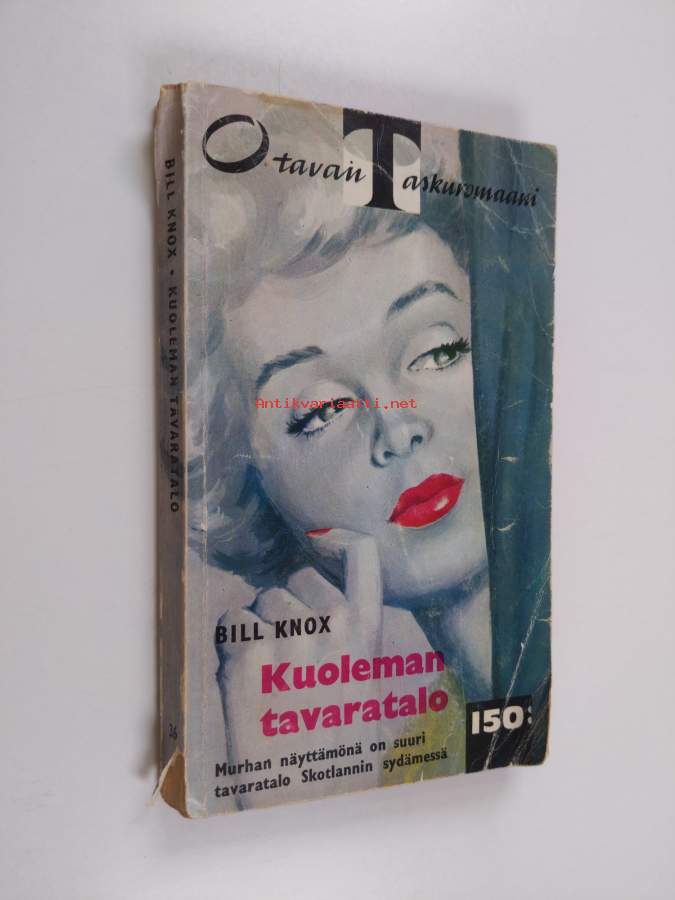 Otavan Taskuromaani
BILL KNOX • KUOLEMAN TAVARATALO
26
Antikvariaatti.net
BILL KNOX
Kuoleman
tavaratalo
150:
Murhan näyttämönä on suuri
tavaratalo Skotlannin sydämessä